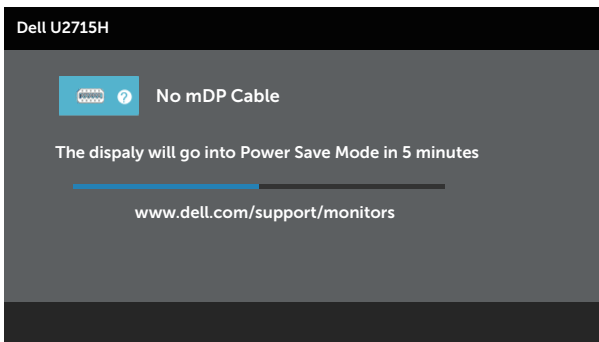 Dell U2715H
? No mDP Cable
The dispaly will go into Power Save Mode in 5 minutes
www.dell.com/support/monitors